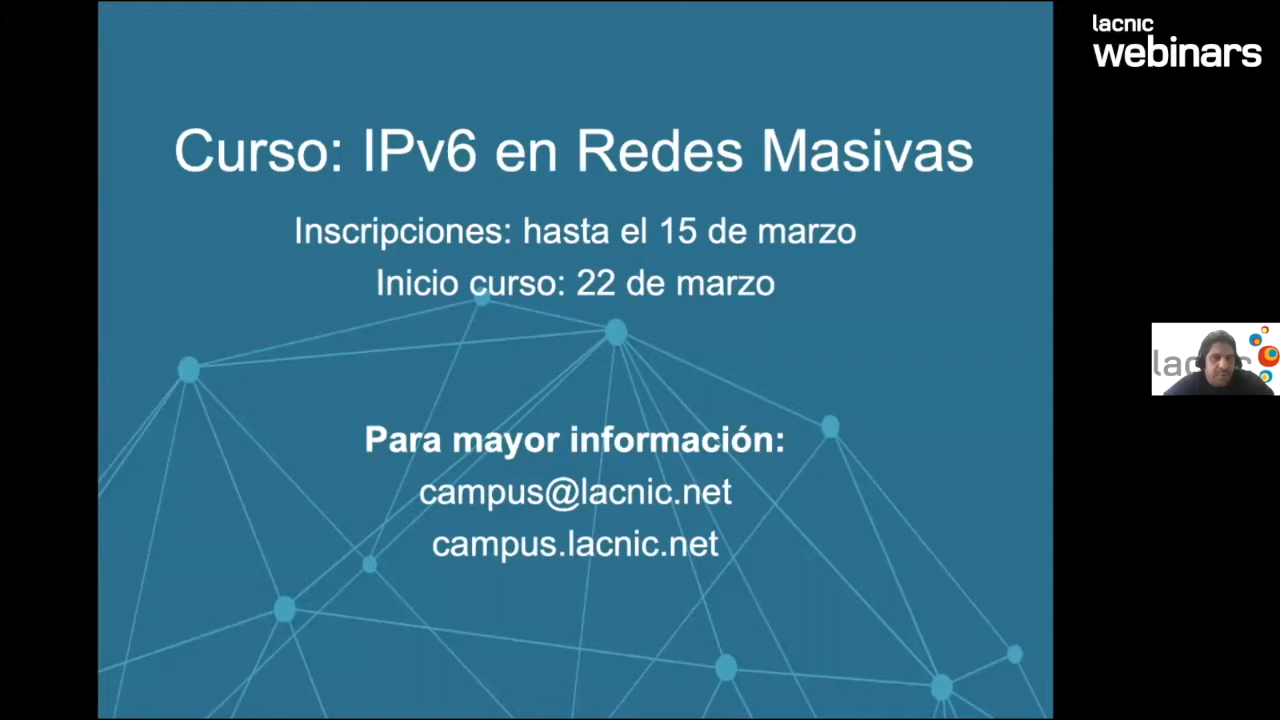 lacnic
webinars
Curso: IPv6 en Redes Masivas
Inscripciones: hasta el 15 de marzo
Inicio curso: 22 de marzo
Para mayor información:
campus@lacnic.net
campus.lacnic.net
lacnic